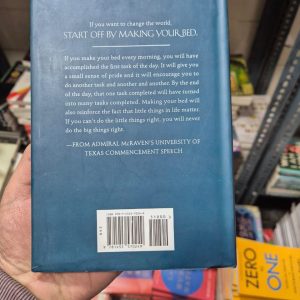 If you want to change the world,
START OFF BY MAKING YOUR BED.
If you make your bed every morning, you will have
accomplished the first task of the day. It will give you
a small sense of pride and it will encourage you to
do another task and another and another. By the
end of the day, that one task completed will have turned
into many tasks completed. Making your bed will
also reinforce the fact that little things in life matter.
If you can't do the little things right, you will never
do the big things right.
—FROM ADMIRAL McRAVEN'S UNIVERSITY OF
TEXAS COMMENCEMENT SPEECH
ZERO
TO
ONE